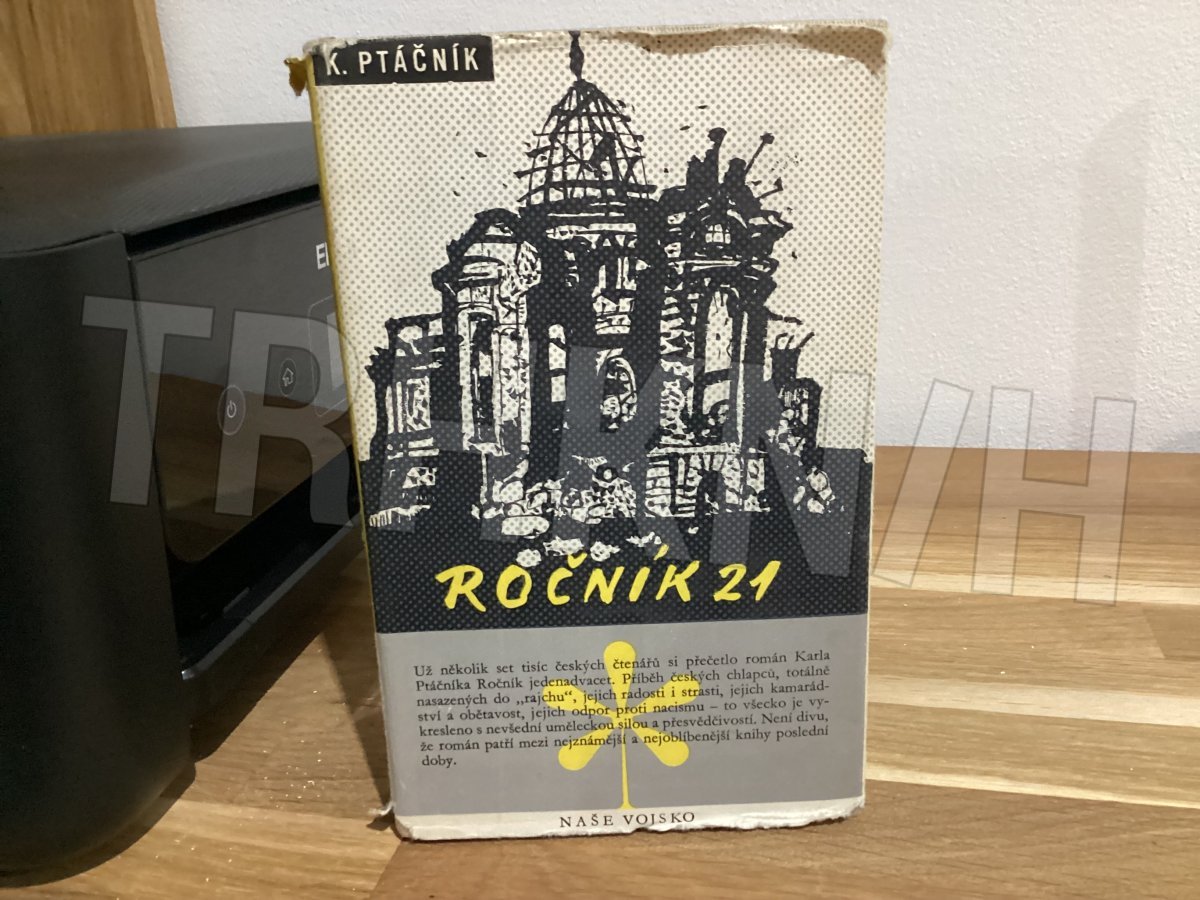 K. PTÁČNÍK
ROČNÍK 21
Už několik set tisíc českých čtenářů si přečetlo román Karla
Ptáčníka Ročník jedenadvacet. Příběh českých chlapců, totálně
nasazených do „rajchu“, jejich radosti i strasti, jejich kamarád-
ství a obětavost, jejich odpor proti nacismu – to všecko je vy-
kresleno s nevšední uměleckou silou a přesvědčivostí. Není divu,
že román patří mezi nejznámější a nejoblíbenější knihy poslední
doby.
NAŠE VOJSKO